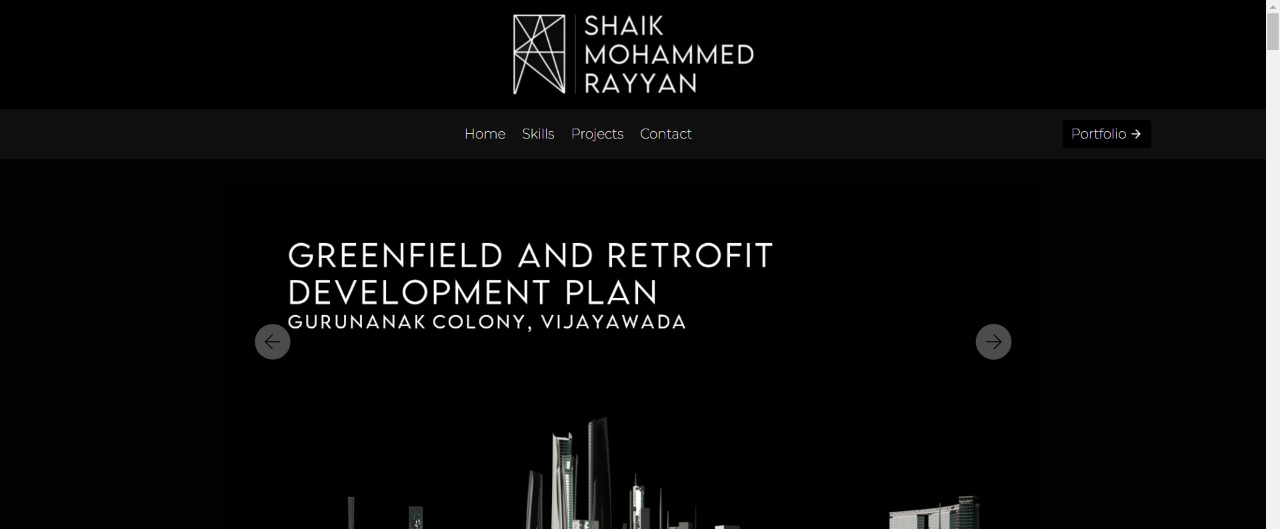 SHAIK
MOHAMMED
RAYYAN
Home Skills Projects Contact Portfolio →
GREENFIELD AND RETROFIT
DEVELOPMENT PLAN
GURUNANAK COLONY, VIJAYAWADA